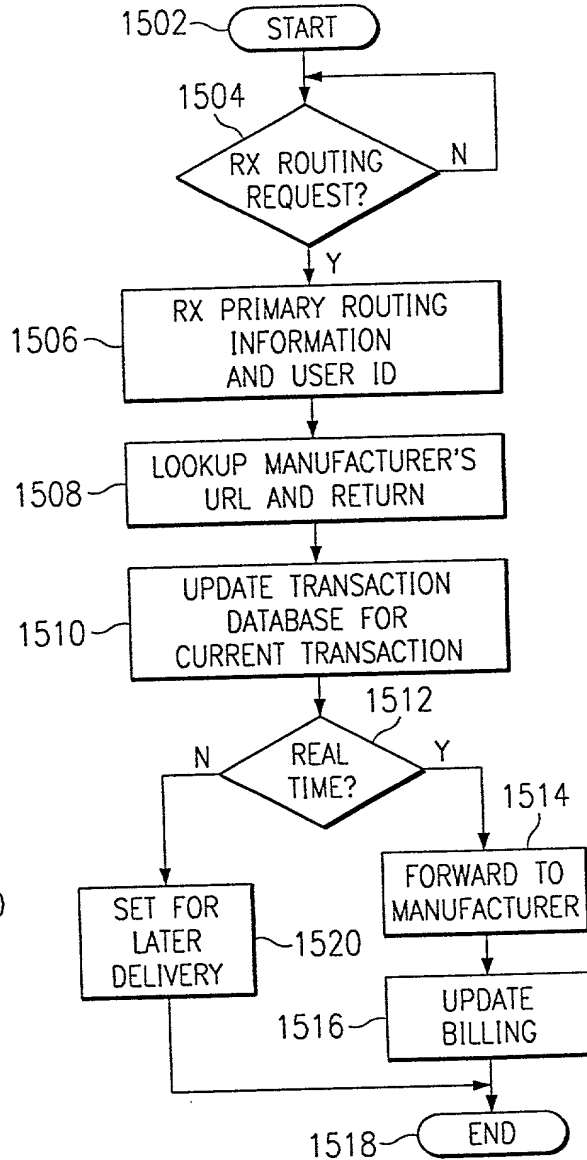 1502
START
1504
RX ROUTING
REQUEST?
N
Y
1506
RX PRIMARY ROUTING
INFORMATION
AND USER ID
1508
LOOKUP MANUFACTURER'S
URL AND RETURN
1510
UPDATE TRANSACTION
DATABASE FOR
CURRENT TRANSACTION
1512
N
REAL
TIME?
Y
1514
FORWARD TO
MANUFACTURER
SET FOR
LATER
DELIVERY
1520
1516
UPDATE
BILLING
1518
END